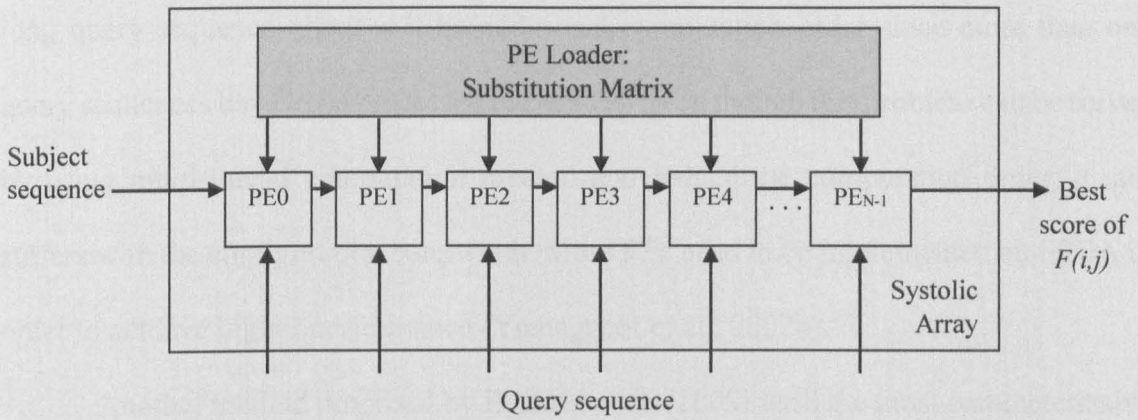 PE Loader:
Substitution Matrix
Subject
sequence
PE0
PE1
PE2
PE3
PE4
....
PE_N-1
Best
score of
F(i,j)
Systolic
Array
Query sequence